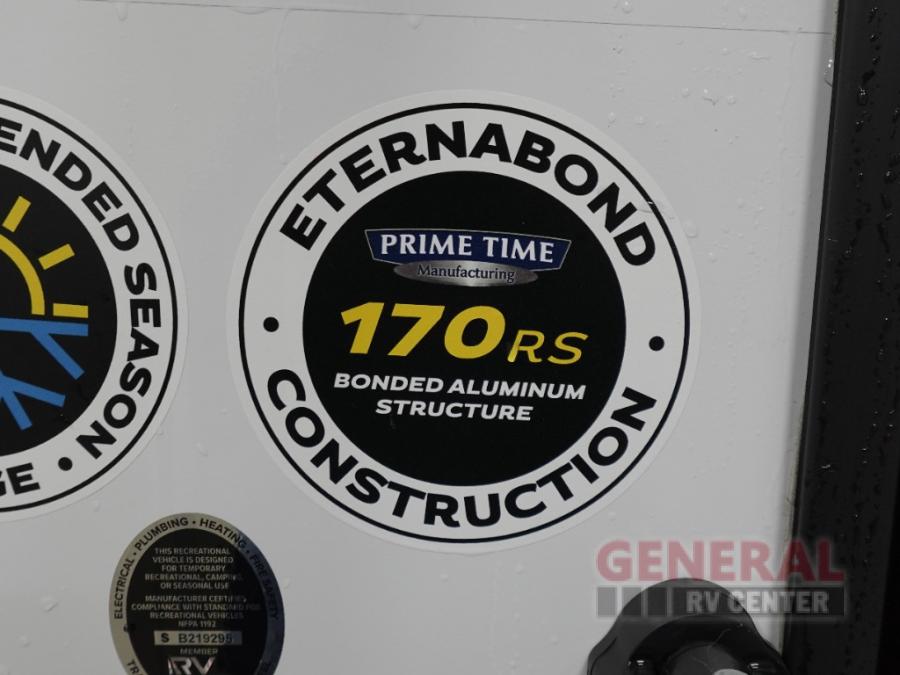 ENDED SEASON
GE •
ETERNABOND
PRIME TIME
Manufacturing
170RS
BONDED ALUMINUM
STRUCTURE
• CONSTRUCTION •
ELECTRICAL • PLUMBING • HEATING • FIRE SAFETY
THIS RECREATIONAL
VEHICLE IS DESIGNED
FOR TEMPORARY
RECREATIONAL, CAMPING,
OR SEASONAL USE
MANUFACTURER CERTIFIES
COMPLIANCE WITH STANDARD FOR
RECREATIONAL VEHICLES
NFPA 1192
S B219295
MEMBER
RV
GENERAL
RV CENTER